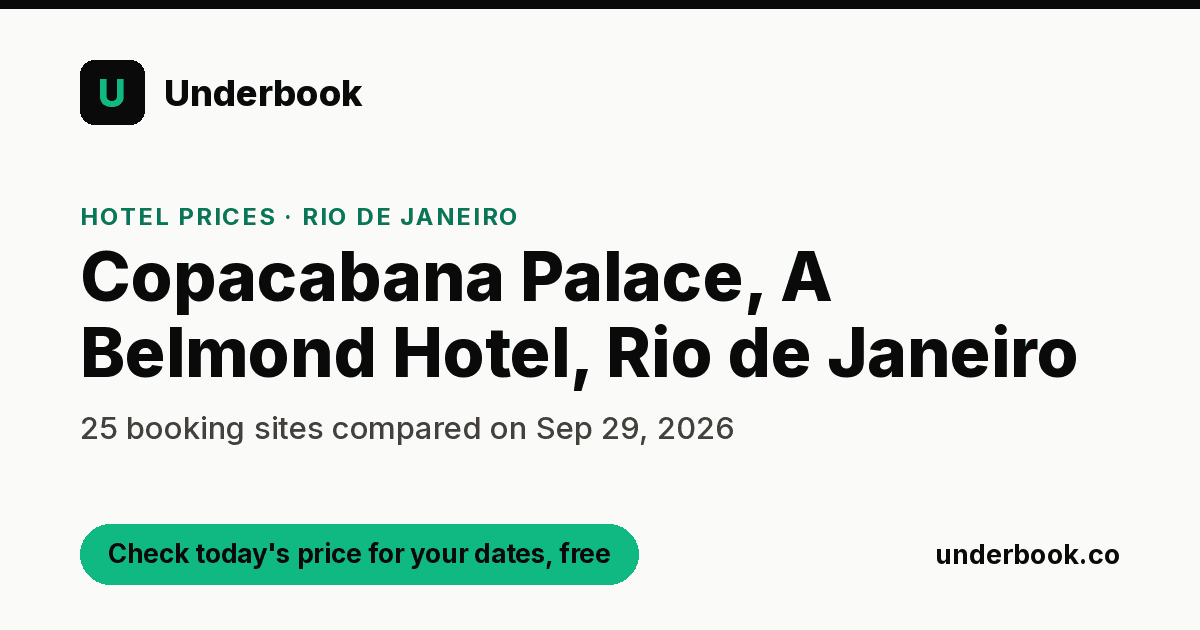 U Underbook
HOTEL PRICES · RIO DE JANEIRO
Copacabana Palace, A
Belmond Hotel, Rio de Janeiro
25 booking sites compared on Sep 29, 2026
Check today's price for your dates, free
underbook.co